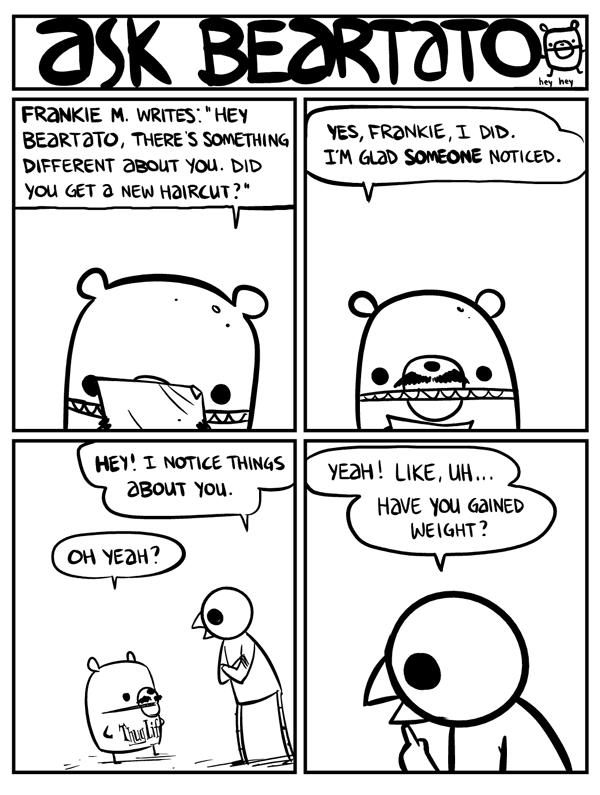 ASK BEARTATO
hey hey
FRANKIE M. WRITES: "HEY
BEARTATO, THERE'S SOMETHING
DIFFERENT ABOUT YOU. DID
YOU GET A NEW HAIRCUT?"
YES, FRANKIE, I DID.
I'M GLAD SOMEONE NOTICED.
HEY! I NOTICE THINGS
ABOUT YOU.
OH YEAH?
Thug Lif
YEAH! LIKE, UH...
HAVE YOU GAINED
WEIGHT?